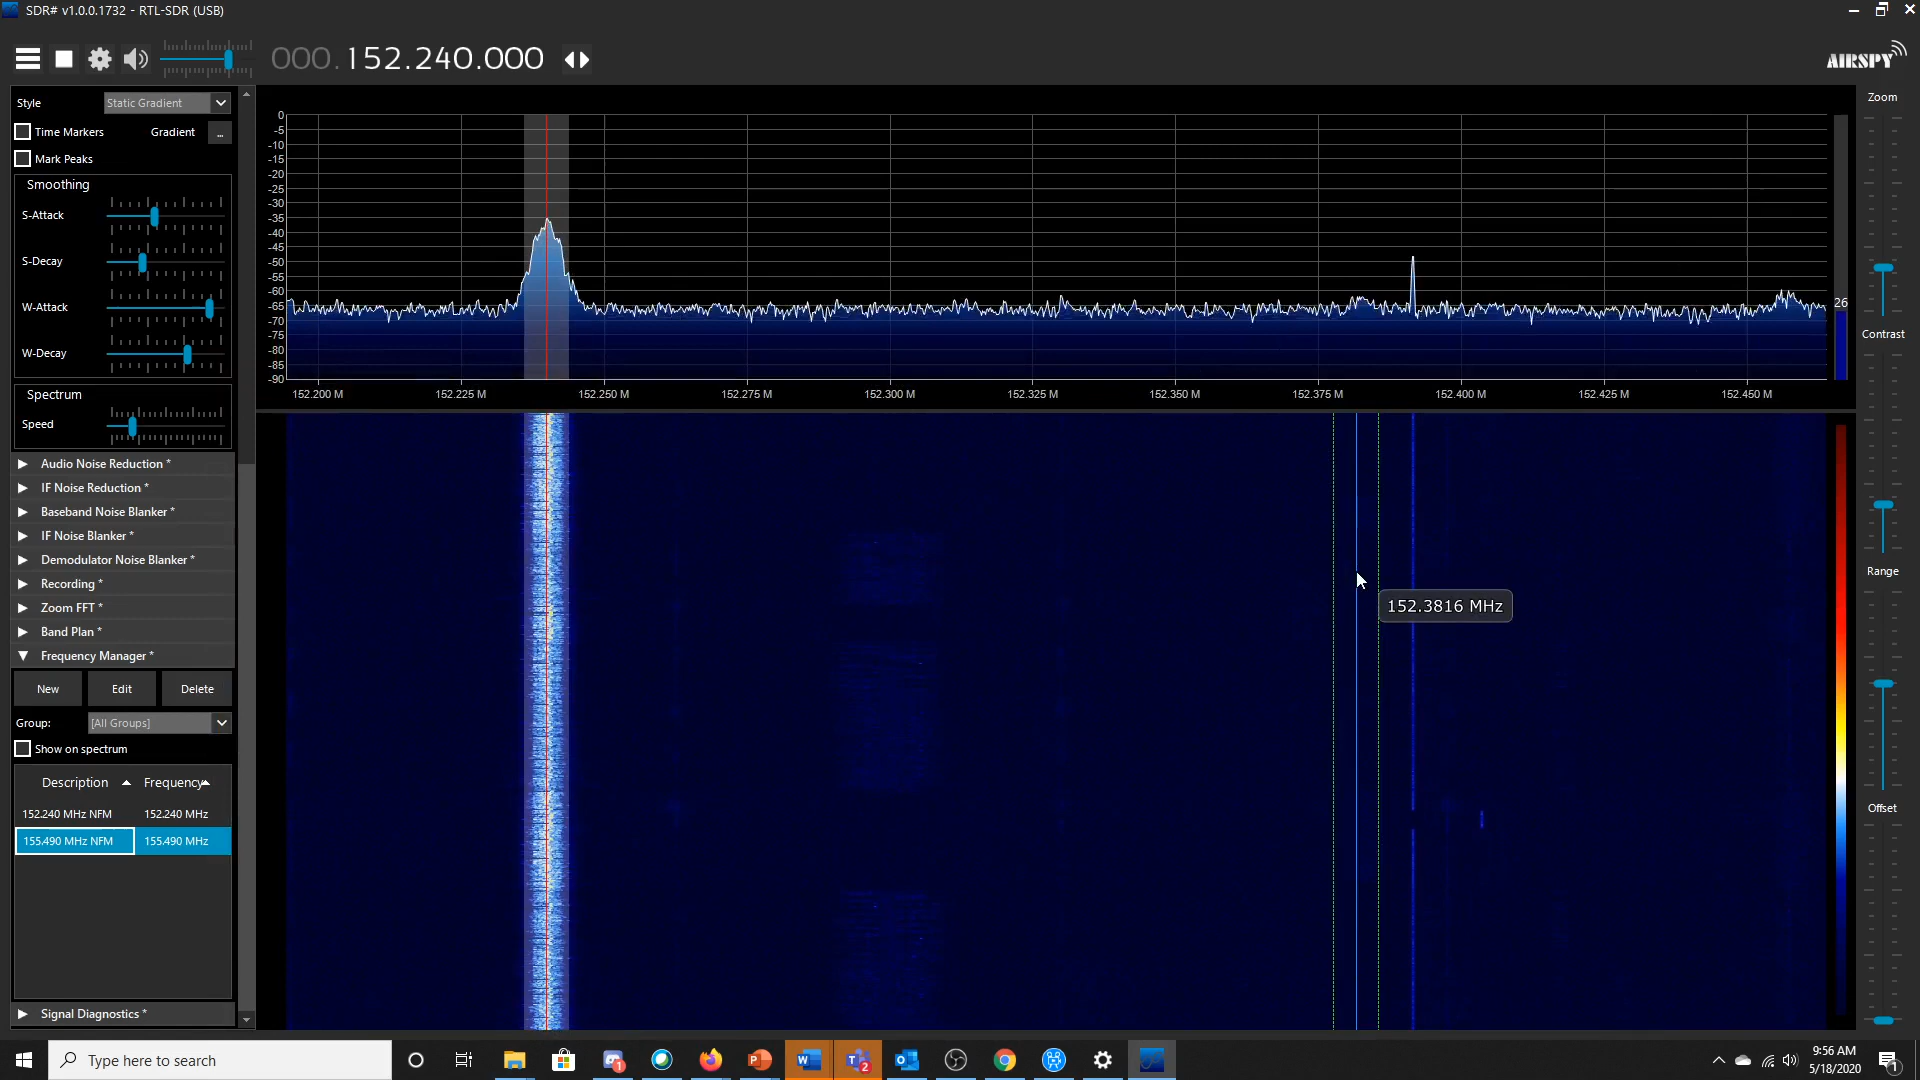 SDR# v1.0.0.1732 - RTL-SDR (USB)
000.152.240.000
AIRSPY
Style
Static Gradient
Time Markers
Gradient
...
Mark Peaks
Smoothing
S-Attack
S-Decay
W-Attack
W-Decay
Spectrum
Speed
Audio Noise Reduction *
IF Noise Reduction *
Baseband Noise Blanker *
IF Noise Blanker *
Demodulator Noise Blanker *
Recording *
Zoom FFT *
Band Plan *
Frequency Manager *
New
Edit
Delete
Group:
[All Groups]
Show on spectrum
Description
Frequency
152.240 MHz NFM
152.240 MHz
155.490 MHz NFM
155.490 MHz
Signal Diagnostics *
0
-5
-10
-15
-20
-25
-30
-35
-40
-45
-50
-55
-60
-65
-70
-75
-80
-85
-90
152.200 M
152.225 M
152.250 M
152.275 M
152.300 M
152.325 M
152.350 M
152.375 M
152.400 M
152.425 M
152.450 M
26
152.3816 MHz
Zoom
Contrast
Range
Offset
Type here to search
1
W
2
9:56 AM
5/18/2020
1